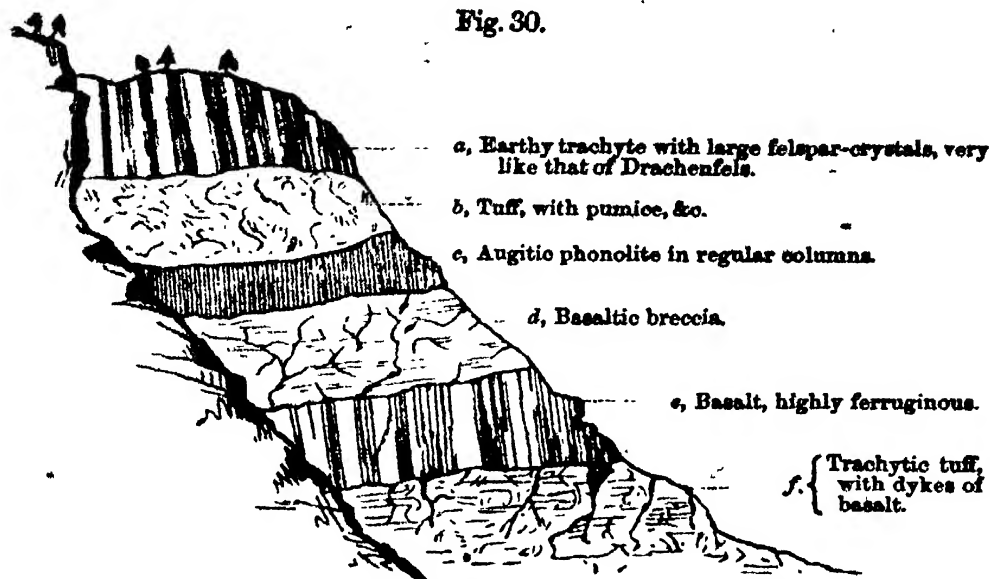 Fig. 30.
a, Earthy trachyte with large felspar-crystals, very
like that of Drachenfels.
b, Tuff, with pumice, &c.
c, Augitic phonolite in regular columns.
d, Basaltic breccia.
e, Basalt, highly ferruginous.
f. { Trachytic tuff,
with dykes of
basalt.